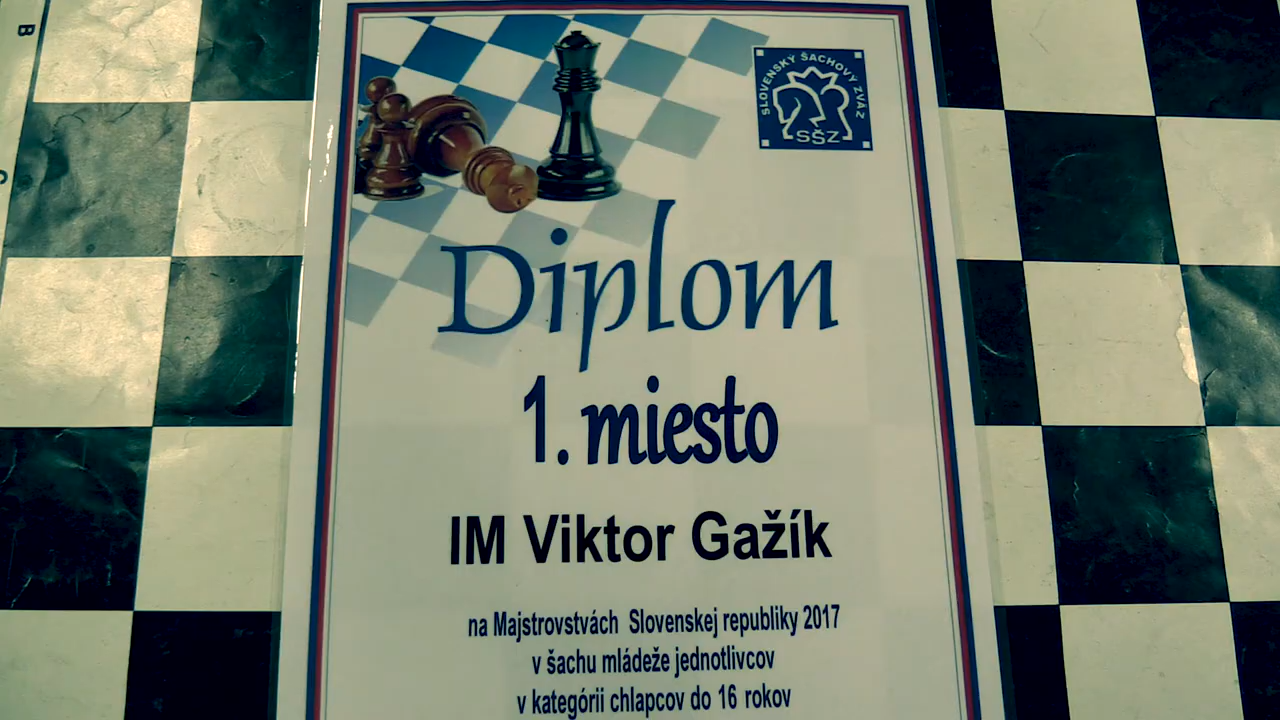 B
C
SLOVENSKÝ ŠACHOVÝ ZVÄZ
SŠZ
Diplom
1. miesto
IM Viktor Gažík
na Majstrovstvách Slovenskej republiky 2017
v šachu mládeže jednotlivcov
v kategórii chlapcov do 16 rokov